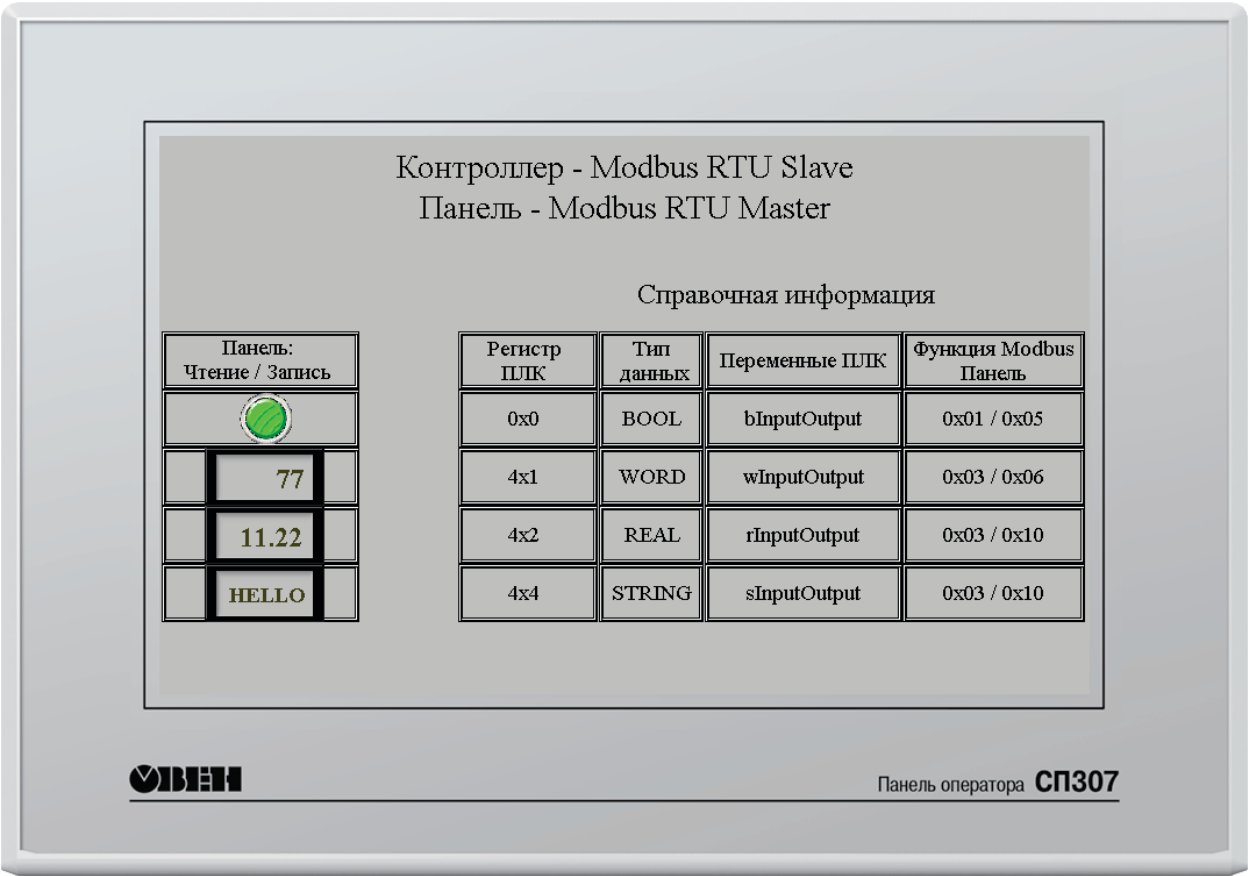 Контроллер - Modbus RTU Slave
Панель - Modbus RTU Master
Справочная информация
Панель:
Чтение / Запись
77
11.22
HELLO
Регистр ПЛК | Тип данных | Переменные ПЛК | Функция Modbus Панель
0x0 | BOOL | bInputOutput | 0x01 / 0x05
4x1 | WORD | wInputOutput | 0x03 / 0x06
4x2 | REAL | rInputOutput | 0x03 / 0x10
4x4 | STRING | sInputOutput | 0x03 / 0x10
ОВЕН
Панель оператора СП307